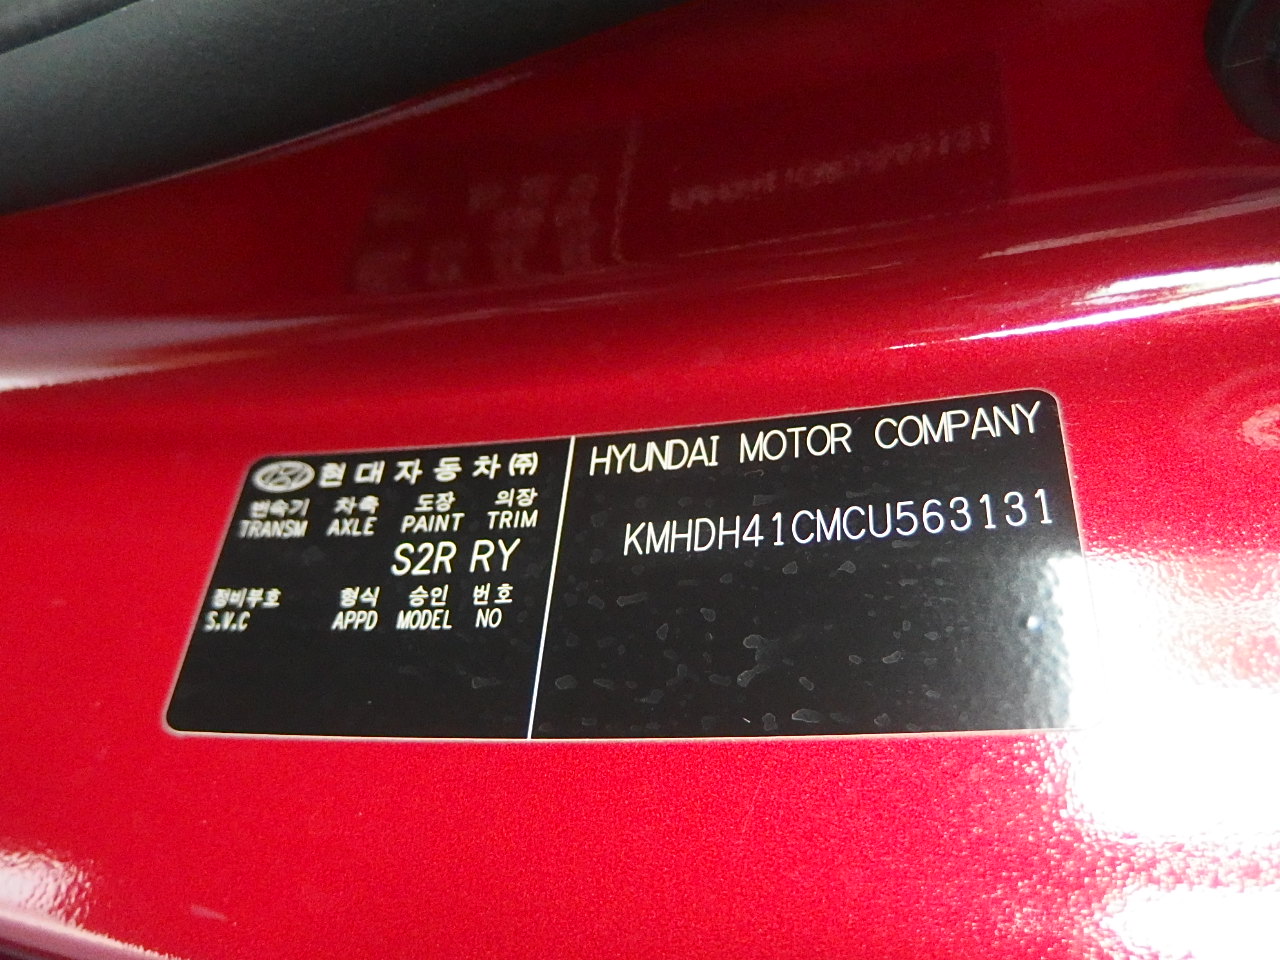 현대자동차㈜
변속기 차축 도장 의장
TRANSM AXLE PAINT TRIM
S2R RY
정비부호 형식 승인 번호
S.V.C APPD MODEL NO
HYUNDAI MOTOR COMPANY
KMHDH41CMCU563131